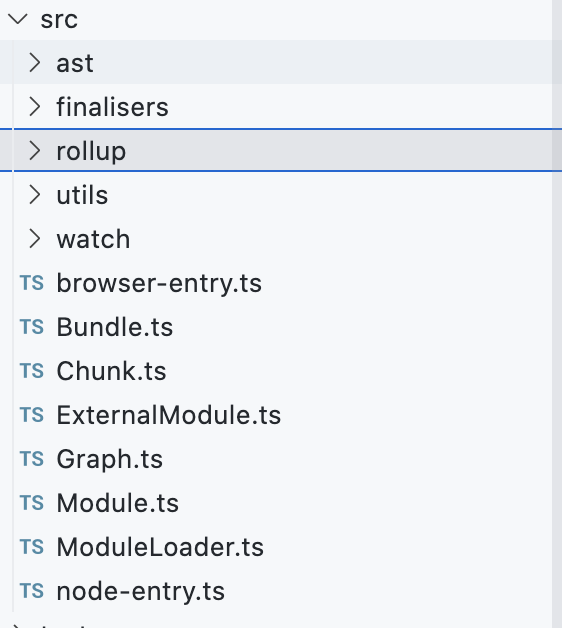 src
ast
finalisers
rollup
utils
watch
TS browser-entry.ts
TS Bundle.ts
TS Chunk.ts
TS ExternalModule.ts
TS Graph.ts
TS Module.ts
TS ModuleLoader.ts
TS node-entry.ts